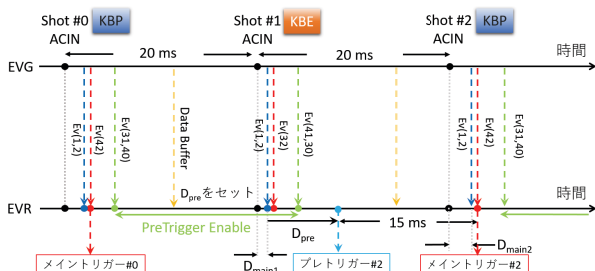 Shot #0 KBP
ACIN
Shot #1 KBE
ACIN
Shot #2 KBP
ACIN
20 ms
20 ms
時間
EVG
Ev(1,2)
Ev(42)
Ev(31,40)
Data Buffer
Ev(1,2)
Ev(32)
Ev(41,30)
Ev(1,2)
Ev(42)
Ev(31,40)
Dpreをセット
時間
EVR
PreTrigger Enable
15 ms
Dpre
Dmain1
Dmain2
メイントリガー#0
プレトリガー#2
メイントリガー#2